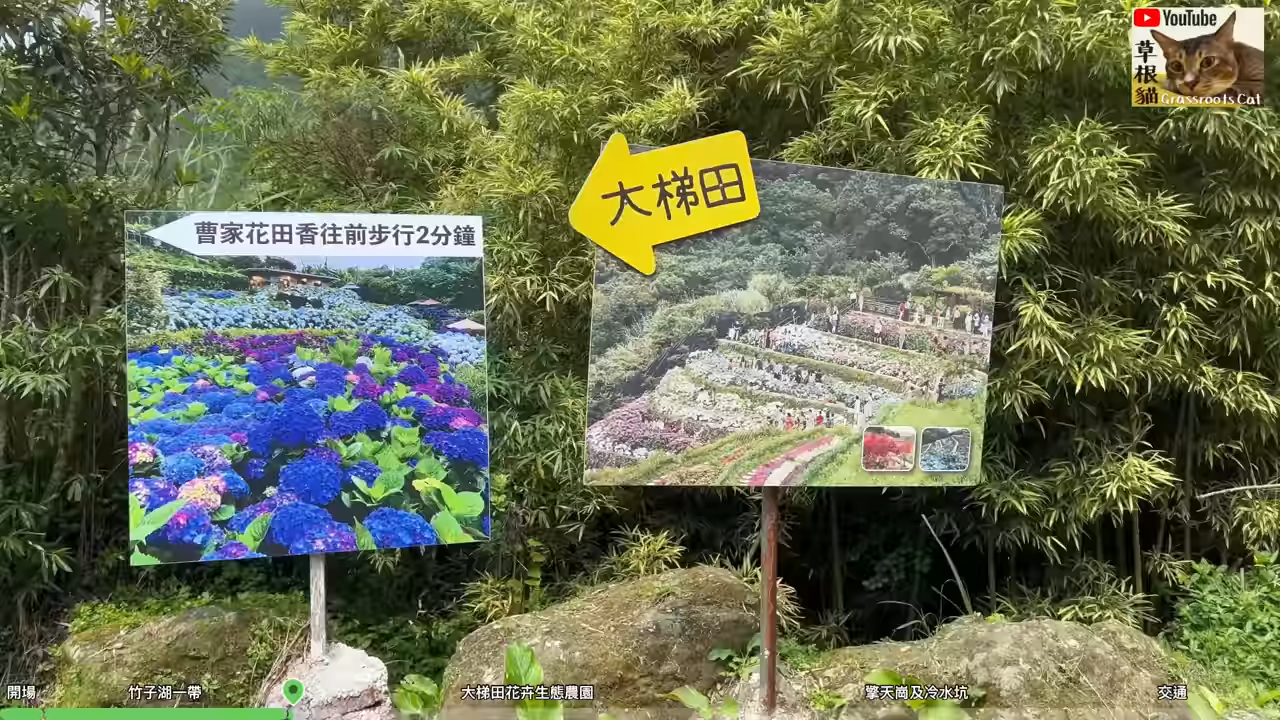 YouTube
草根貓
Grassroots Cat
大梯田
曹家花田香往前步行2分鐘
開場
竹子湖一帶
大梯田花卉生態農園
擎天崗及冷水坑
交通